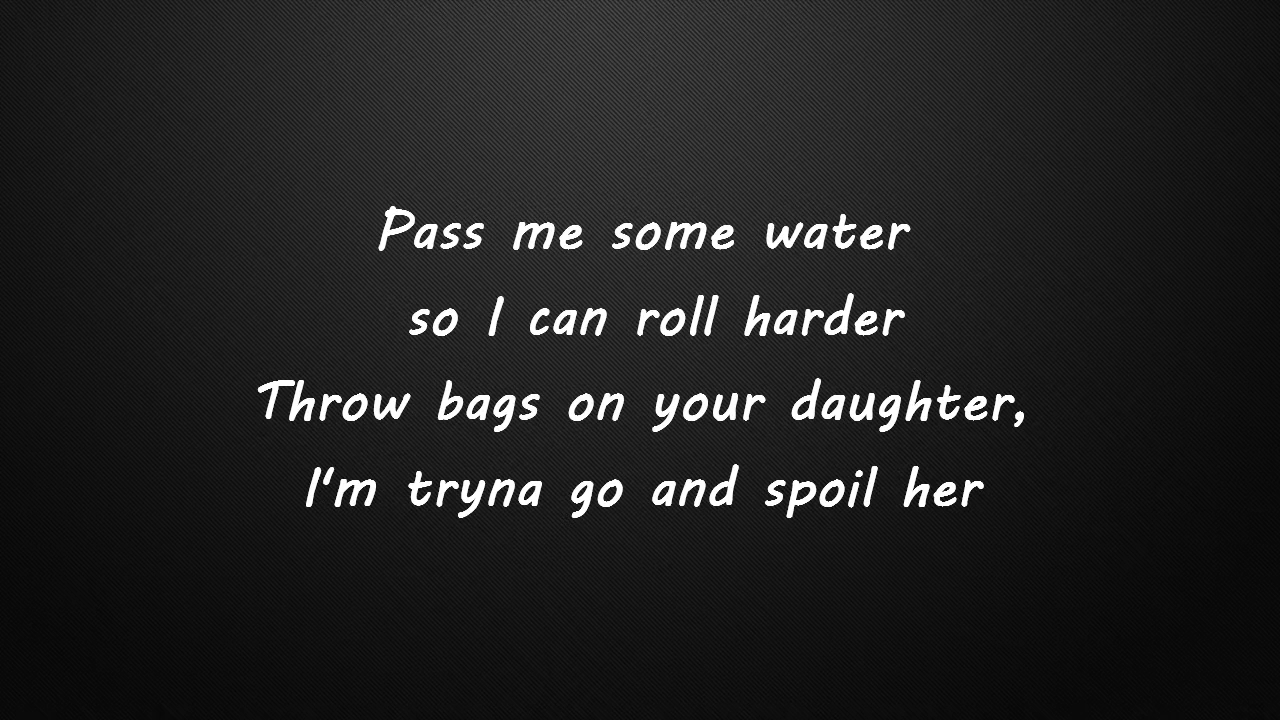 Pass me some water
so I can roll harder
Throw bags on your daughter,
I'm tryna go and spoil her